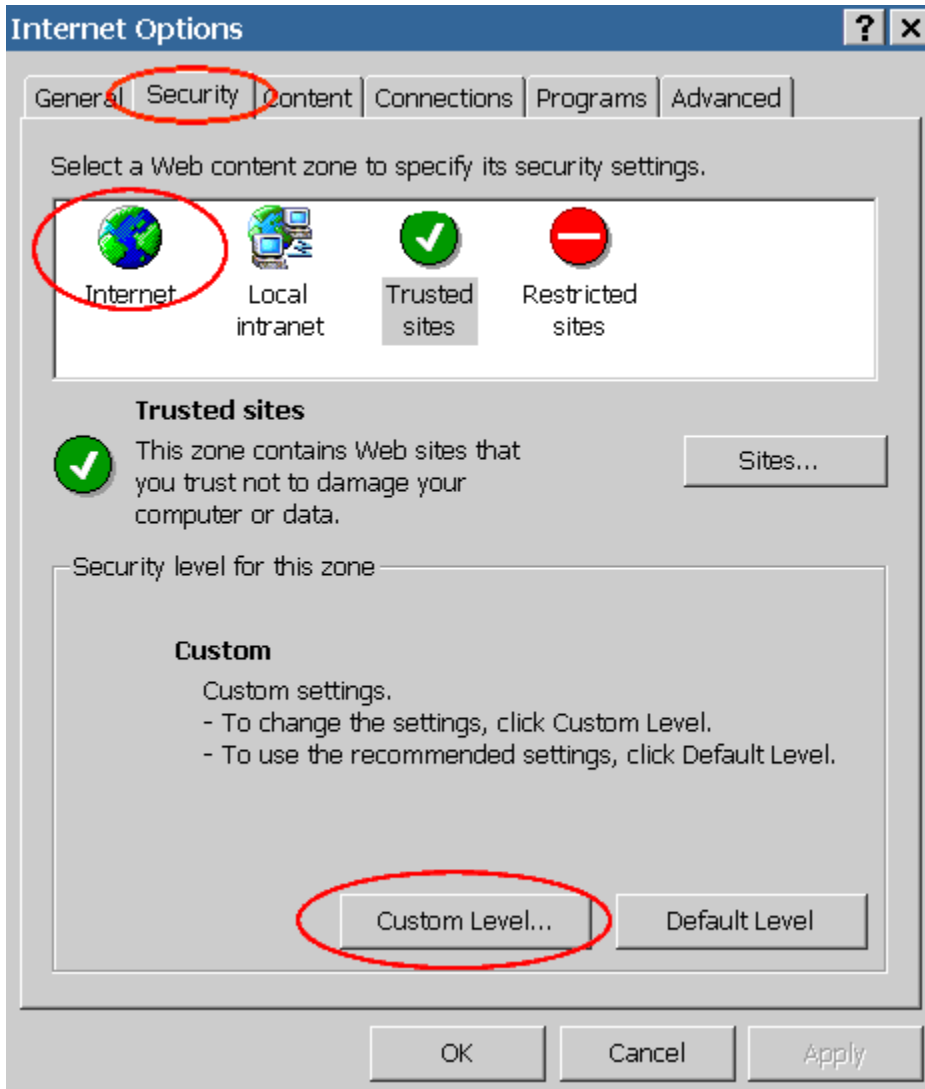 Internet Options
General Security Content Connections Programs Advanced
Select a Web content zone to specify its security settings.
Internet Local Trusted Restricted
intranet sites sites
Trusted sites
This zone contains Web sites that
you trust not to damage your
computer or data.
Sites...
Security level for this zone
Custom
Custom settings.
- To change the settings, click Custom Level.
- To use the recommended settings, click Default Level.
Custom Level... Default Level
OK Cancel Apply